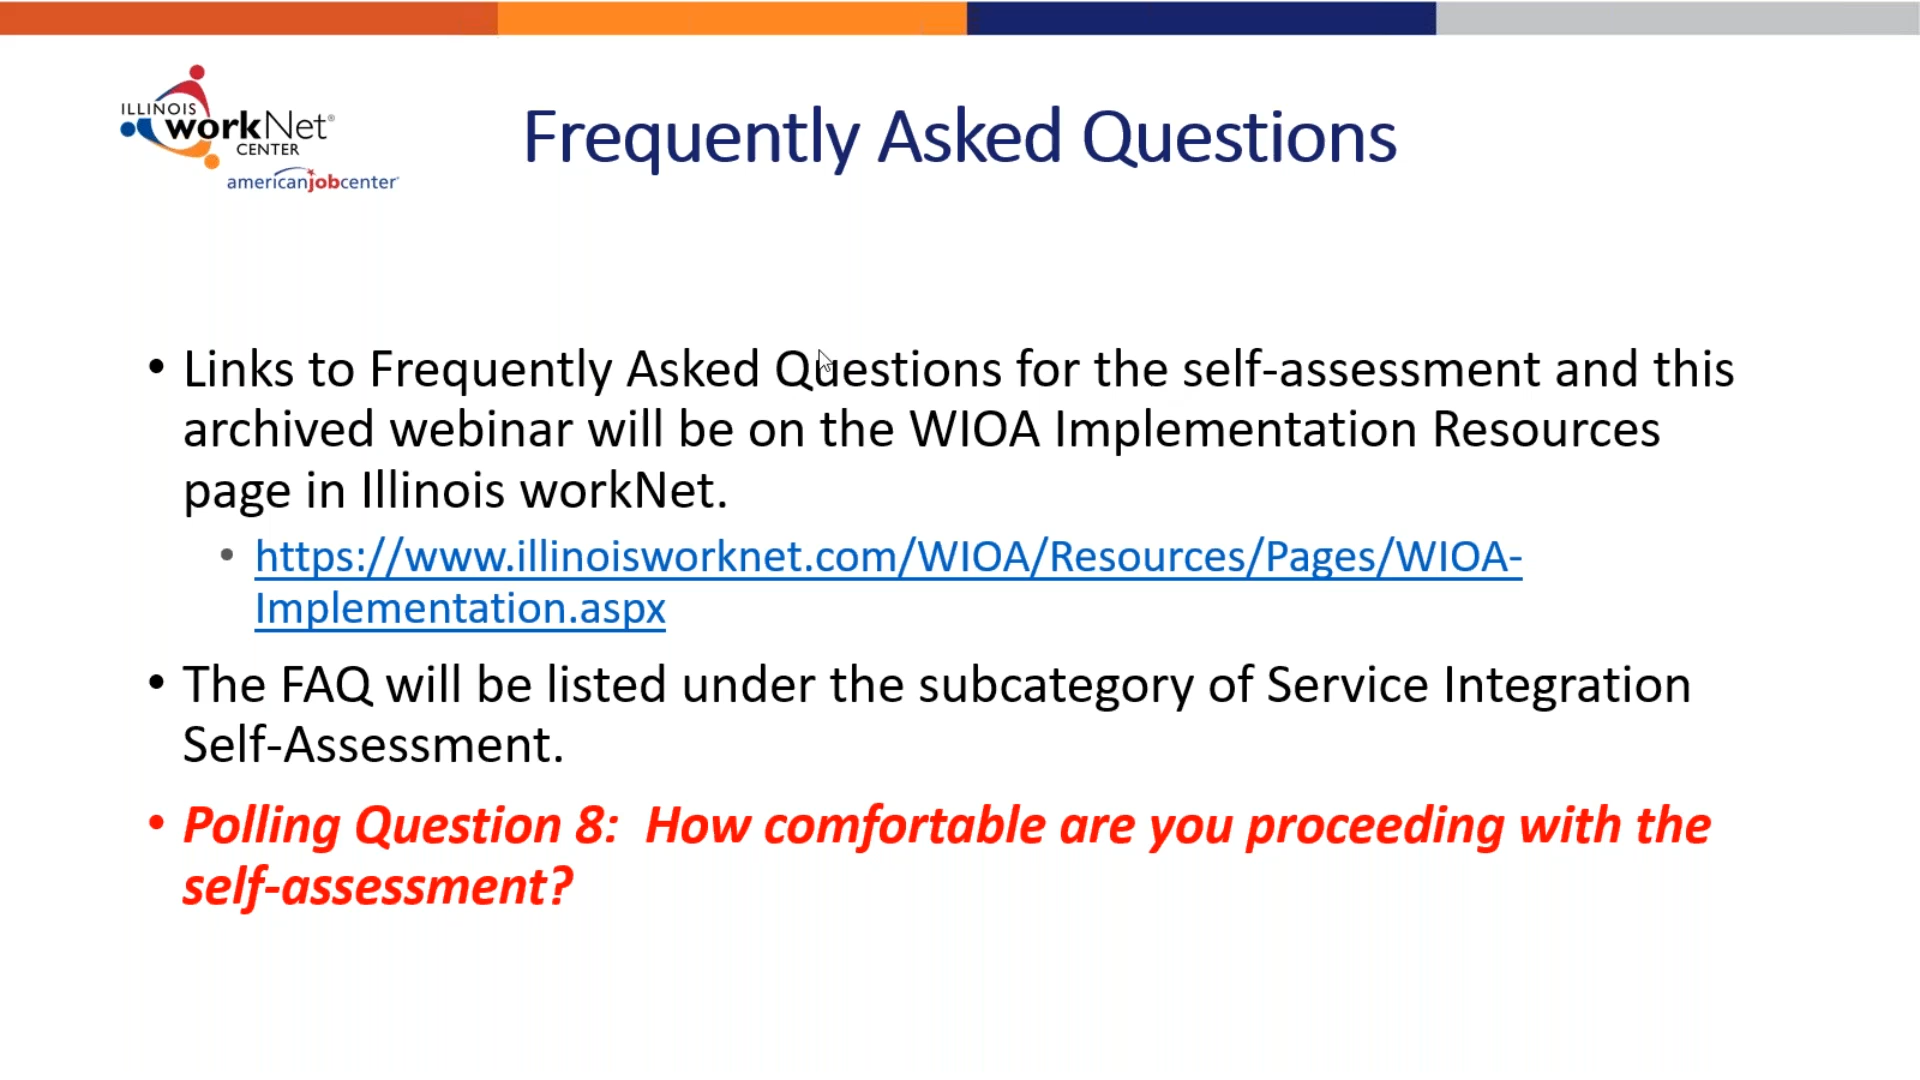 ILLINOIS
workNet®
CENTER
americanjobcenter
Frequently Asked Questions
• Links to Frequently Asked Questions for the self-assessment and this
archived webinar will be on the WIOA Implementation Resources
page in Illinois workNet.
• https://www.illinoisworknet.com/WIOA/Resources/Pages/WIOA-
Implementation.aspx
• The FAQ will be listed under the subcategory of Service Integration
Self-Assessment.
• Polling Question 8:  How comfortable are you proceeding with the
self-assessment?